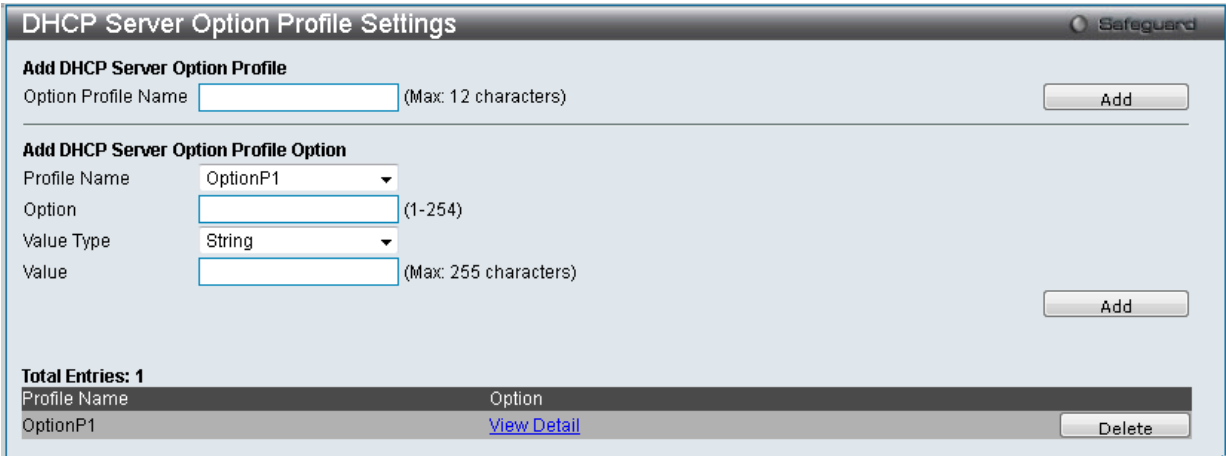 DHCP Server Option Profile Settings Safeguard
Add DHCP Server Option Profile
Option Profile Name (Max: 12 characters) Add
Add DHCP Server Option Profile Option
Profile Name OptionP1
Option (1-254)
Value Type String
Value (Max: 255 characters)
Add
Total Entries: 1
Profile Name Option
OptionP1 View Detail Delete